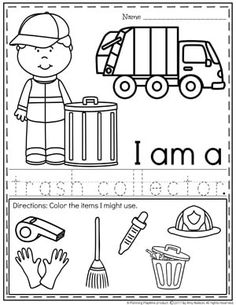 Name:
I am a
trash collector.
Directions: Color the items I might use.